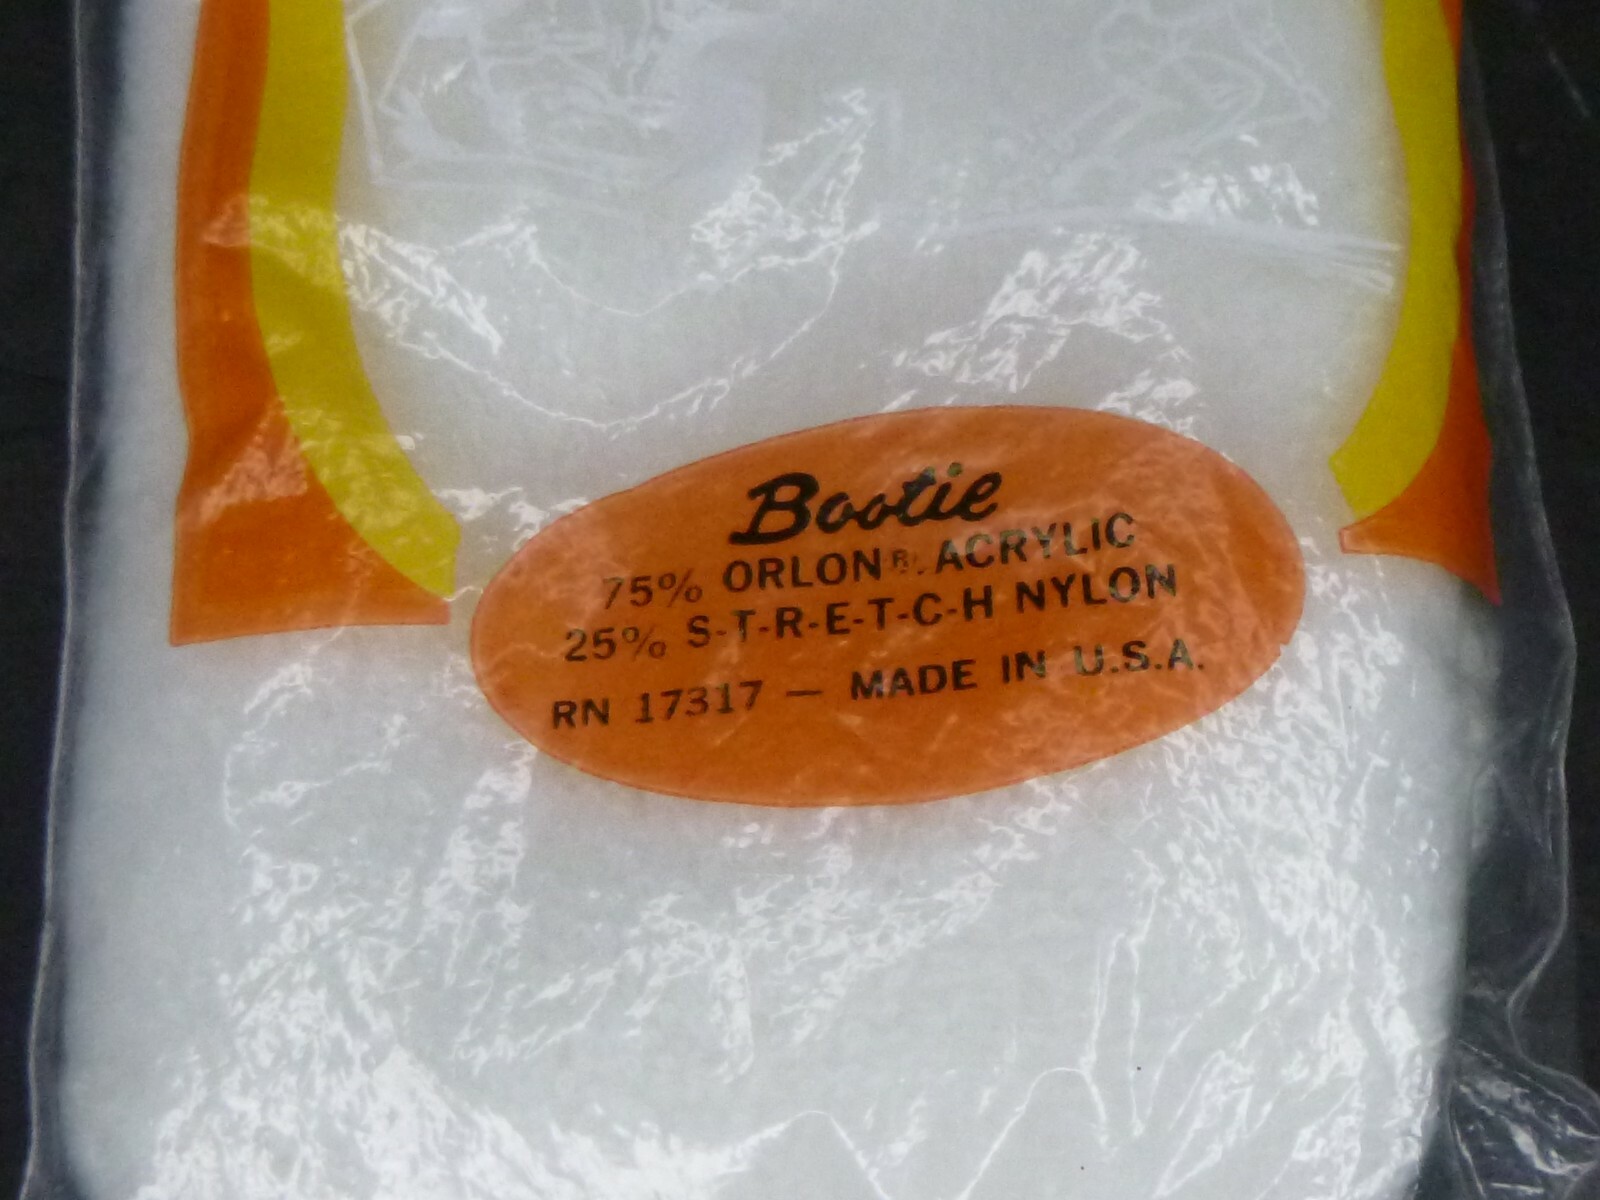 Bootie
75% ORLON® ACRYLIC
25% S-T-R-E-T-C-H NYLON
RN 17317 — MADE IN U.S.A.